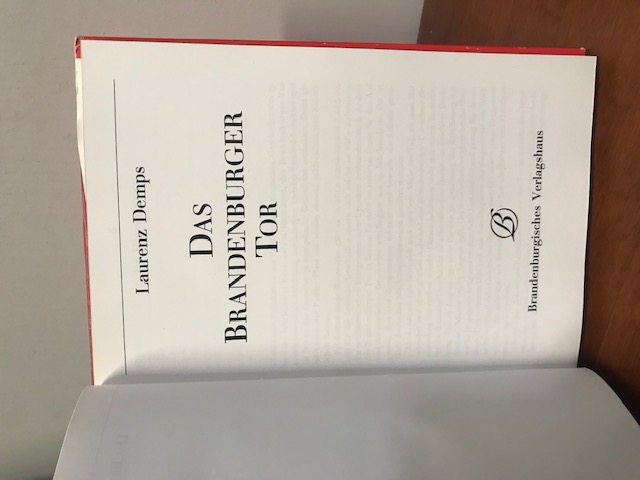 Laurenz Demps
DAS
BRANDENBURGER
TOR
B
Brandenburgisches Verlagshaus